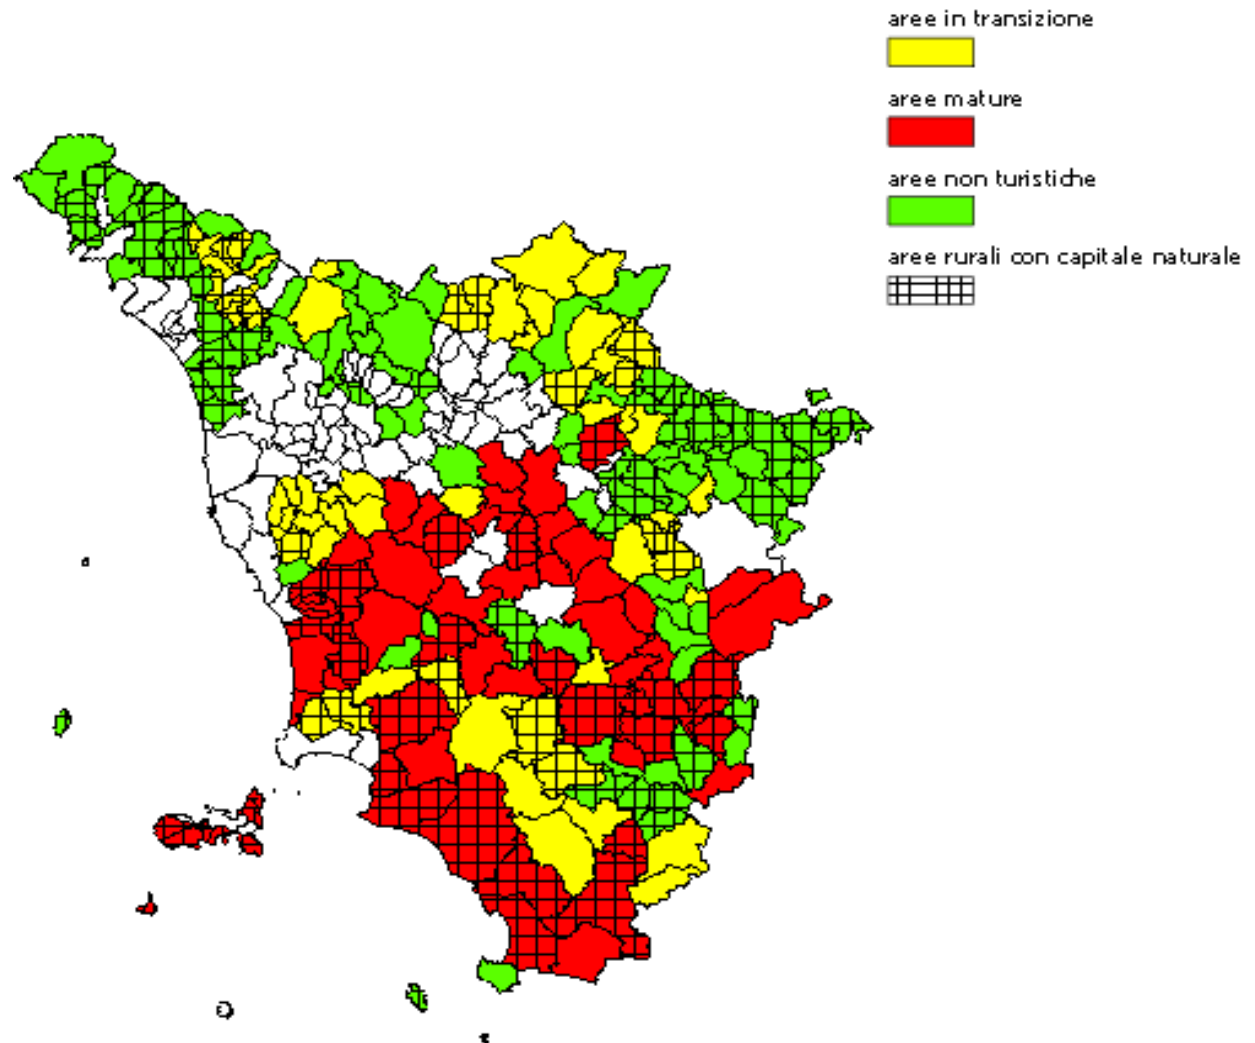 aree in transizione
aree mature
aree non turistiche
aree rurali con capitale naturale